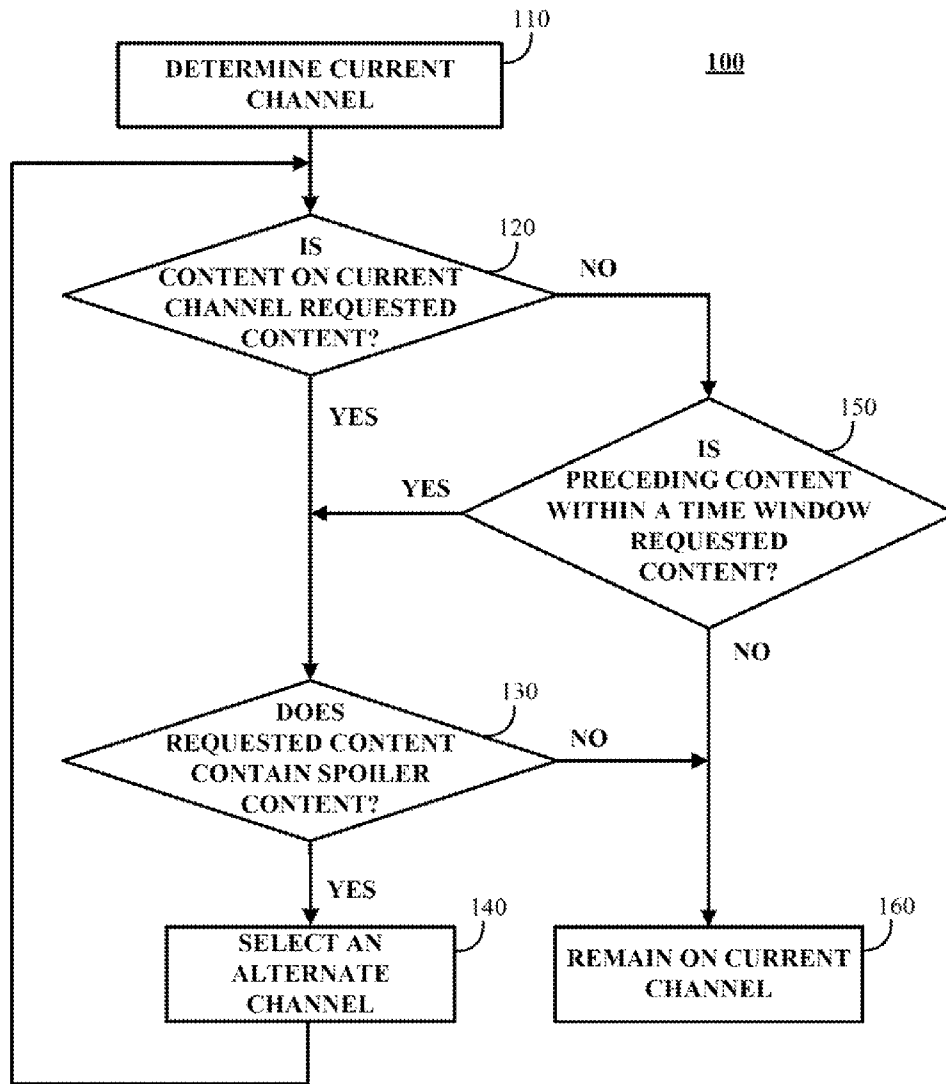 110
DETERMINE CURRENT
CHANNEL
100
120
IS
CONTENT ON CURRENT
CHANNEL REQUESTED
CONTENT?
NO
YES
150
IS
PRECEDING CONTENT
WITHIN A TIME WINDOW
REQUESTED
CONTENT?
YES
NO
130
DOES
REQUESTED CONTENT
CONTAIN SPOILER
CONTENT?
NO
YES
140
SELECT AN
ALTERNATE
CHANNEL
160
REMAIN ON CURRENT
CHANNEL